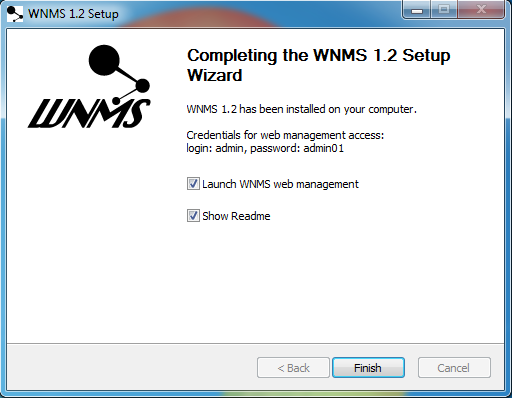 WNMS 1.2 Setup
WNMS
Completing the WNMS 1.2 Setup
Wizard
WNMS 1.2 has been installed on your computer.
Credentials for web management access:
login: admin, password: admin01
Launch WNMS web management
Show Readme
< Back
Finish
Cancel